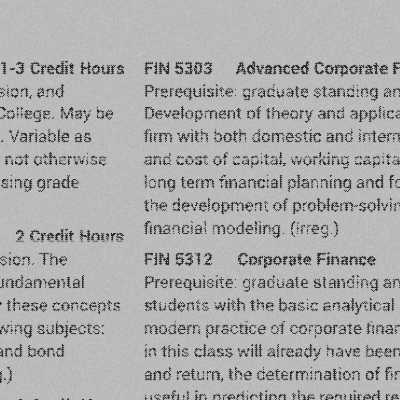 1-3 Credit Hours
sion, and
College. May be
. Variable as
not otherwise
sing grade
2 Credit Hours
sion. The
undamental
these concepts
wing subjects:
and bond
g.)
FIN 5303 Advanced Corporate F
Prerequisite: graduate standing an
Development of theory and applica
firm with both domestic and intern
and cost of capital, working capita
long term financial planning and fo
the development of problem-solvin
financial modeling. (irreg.)
FIN 5312 Corporate Finance
Prerequisite: graduate standing an
students with the basic analytical
modern practice of corporate finan
in this class will already have been
and return, the determination of fir
useful in predicting the required re